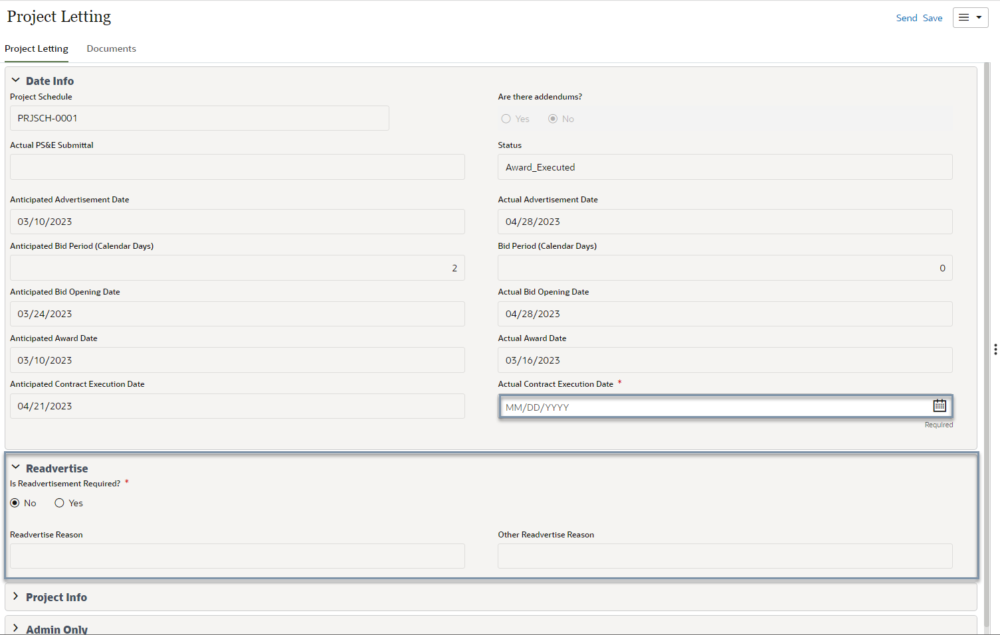 Project Letting
Send Save
Project Letting Documents
Date Info
Project Schedule Are there addendums?
PRJSCH-0001 Yes No
Actual PS&E Submittal Status
Award_Executed
Anticipated Advertisement Date Actual Advertisement Date
03/10/2023 04/28/2023
Anticipated Bid Period (Calendar Days) Bid Period (Calendar Days)
2 0
Anticipated Bid Opening Date Actual Bid Opening Date
03/24/2023 04/28/2023
Anticipated Award Date Actual Award Date
03/10/2023 03/16/2023
Anticipated Contract Execution Date Actual Contract Execution Date *
04/21/2023 MM/DD/YYYY
Required
Readvertise
Is Readvertisement Required? *
No Yes
Readvertise Reason Other Readvertise Reason
Project Info
Admin Only